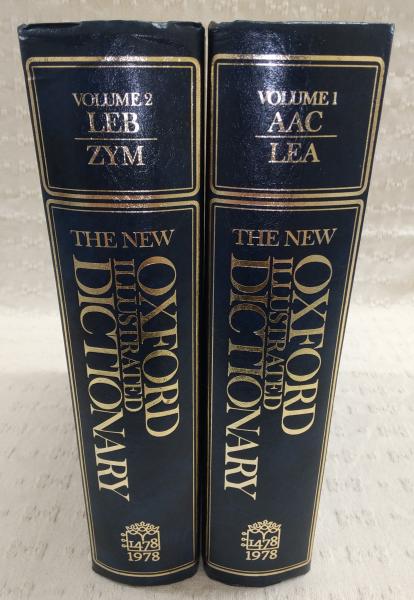 VOLUME 2
LEB
ZYM
THE NEW
OXFORD
ILLUSTRATED
DICTIONARY
1478
1978
VOLUME 1
AAC
LEA
THE NEW
OXFORD
ILLUSTRATED
DICTIONARY
1478
1978